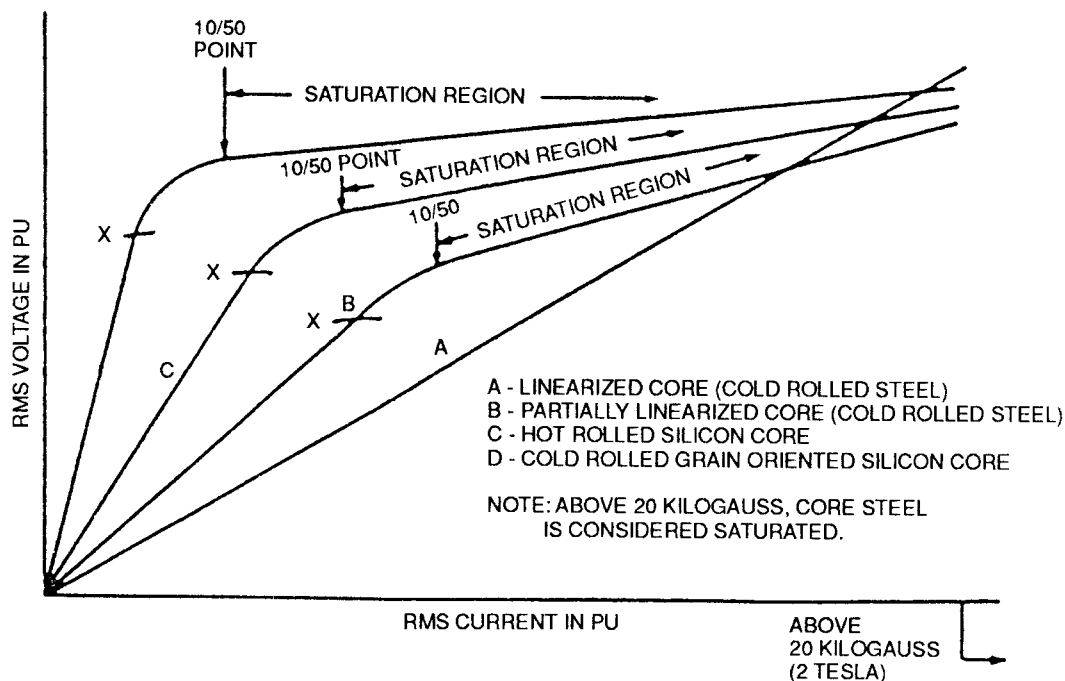 10/50
POINT
SATURATION REGION
10/50 POINT
SATURATION REGION
10/50
SATURATION REGION
X
X
X
B
C
A
RMS VOLTAGE IN PU
A - LINEARIZED CORE (COLD ROLLED STEEL)
B - PARTIALLY LINEARIZED CORE (COLD ROLLED STEEL)
C - HOT ROLLED SILICON CORE
D - COLD ROLLED GRAIN ORIENTED SILICON CORE
NOTE: ABOVE 20 KILOGAUSS, CORE STEEL
IS CONSIDERED SATURATED.
RMS CURRENT IN PU
ABOVE
20 KILOGAUSS
(2 TESLA)